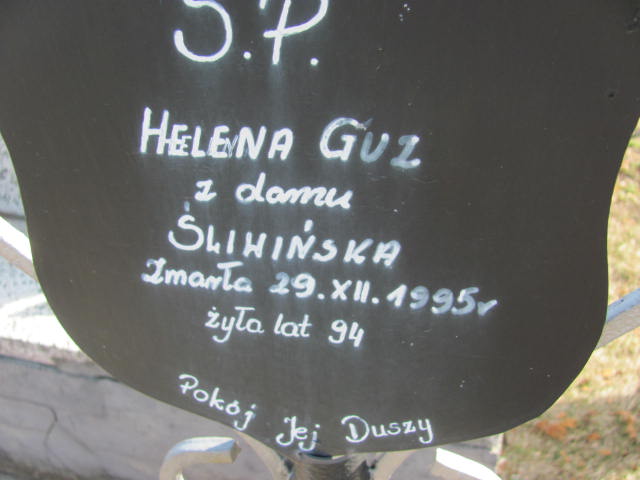 Ś.P.
HELENA GUZ
z domu
ŚLIWIŃSKA
Zmarła 29.XII.1995r
żyła lat 94
Pokój Jej Duszy